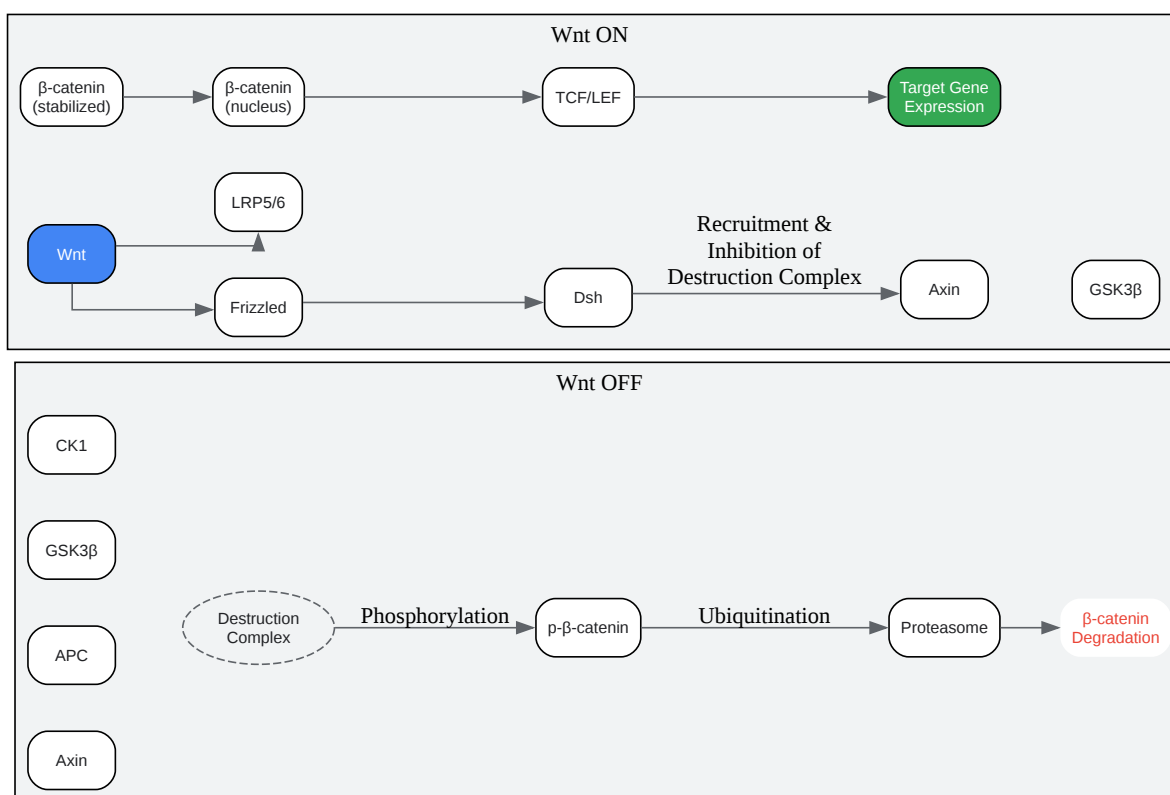 Wnt ON
β-catenin
(stabilized)
β-catenin
(nucleus)
TCF/LEF
Target Gene
Expression
LRP5/6
Wnt
Frizzled
Dsh
Recruitment &
Inhibition of
Destruction Complex
Axin
GSK3β
Wnt OFF
CK1
GSK3β
APC
Axin
Destruction
Complex
Phosphorylation
p-β-catenin
Ubiquitination
Proteasome
β-catenin
Degradation